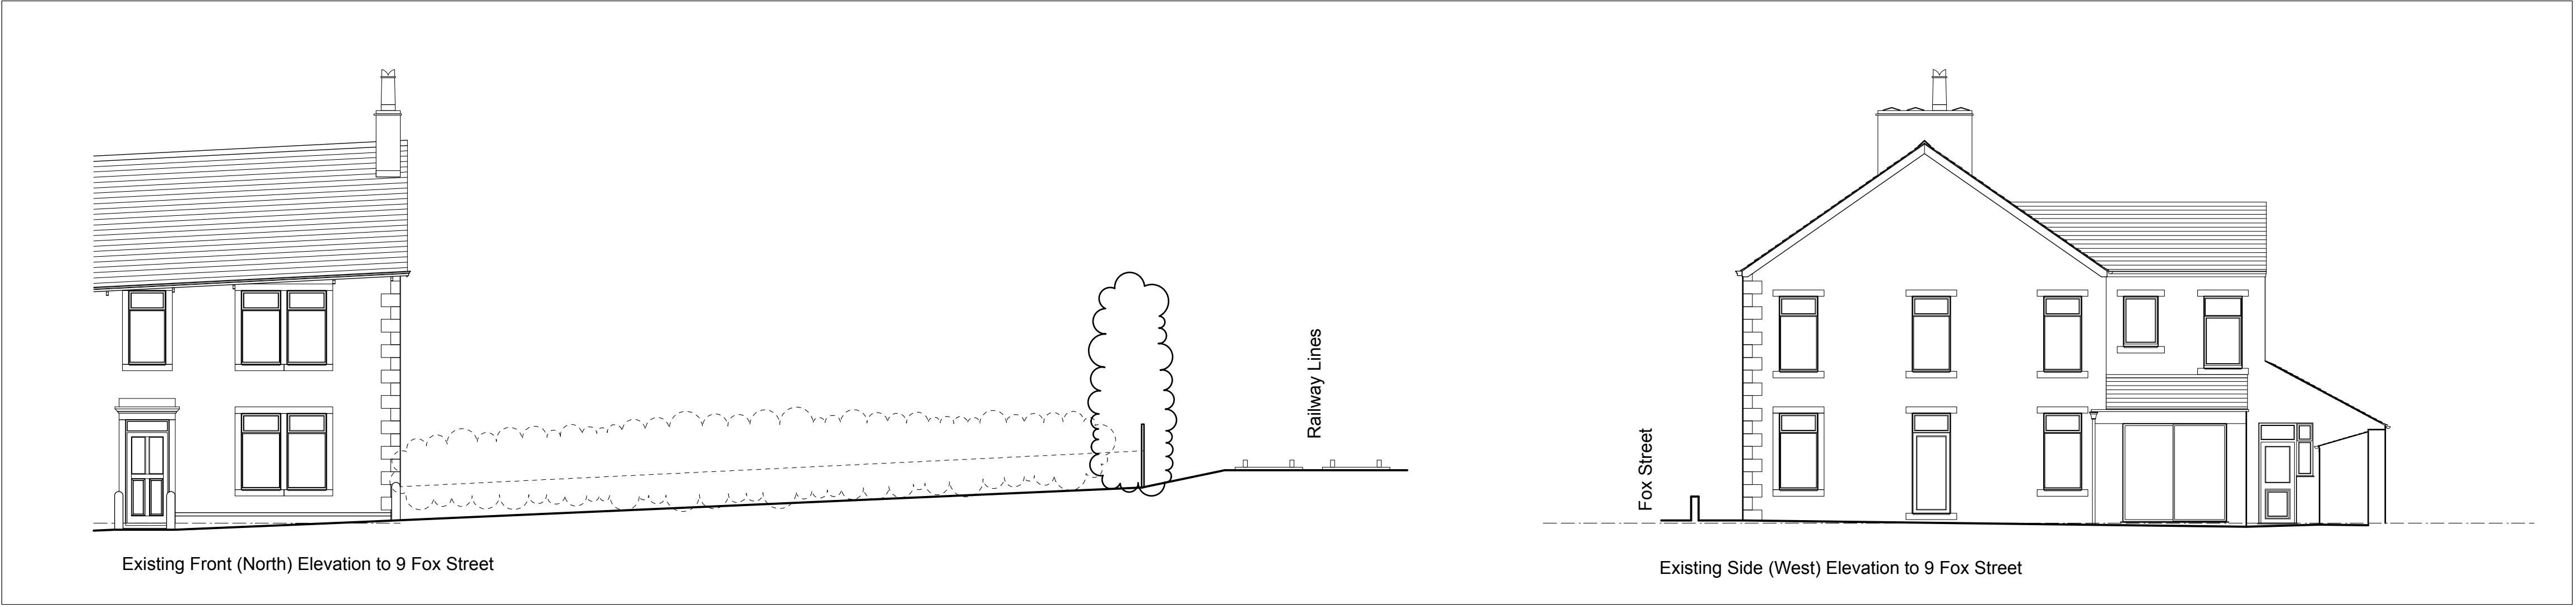 Railway Lines
Existing Front (North) Elevation to 9 Fox Street
Fox Street
Existing Side (West) Elevation to 9 Fox Street